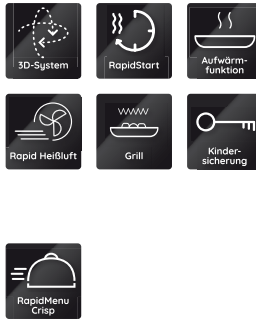 3D-System
RapidStart
Aufwärm-
funktion
Rapid Heißluft
Grill
Kinder-
sicherung
RapidMenu
Crisp